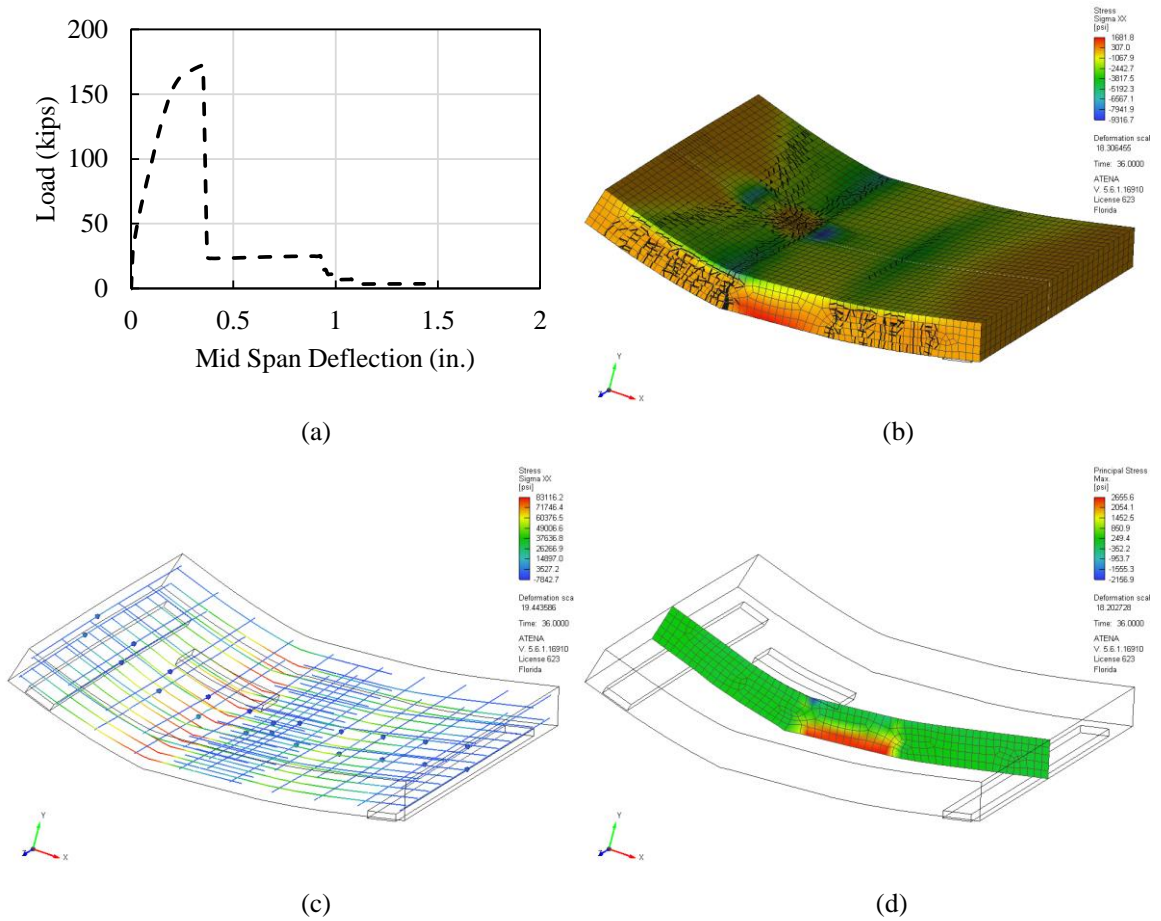 200
150
100
50
0
Load (kips)
0
0.5
1
1.5
2
Mid Span Deflection (in.)
(a)
Stress
Sigma XX
[psi]
1681.8
307.0
-1067.9
-2442.7
-3817.5
-5192.3
-6567.1
-7941.9
-9316.7
Deformation scal
18.306455
Time: 36.0000
ATENA
V. 5.6.1.16910
License 623
Florida
Y
Z
X
(b)
Stress
Sigma XX
[psi]
83116.2
71746.4
60376.5
49006.6
37636.8
26266.9
14897.0
3527.2
-7842.7
Deformation scal
19.443586
Time: 36.0000
ATENA
V. 5.6.1.16910
License 623
Florida
Y
Z
X
(c)
Principal Stress
Max.
[psi]
2655.6
2054.1
1452.5
850.9
249.4
-352.2
-953.7
-1555.3
-2156.9
Deformation scal
18.202728
Time: 36.0000
ATENA
V. 5.6.1.16910
License 623
Florida
Y
Z
X
(d)